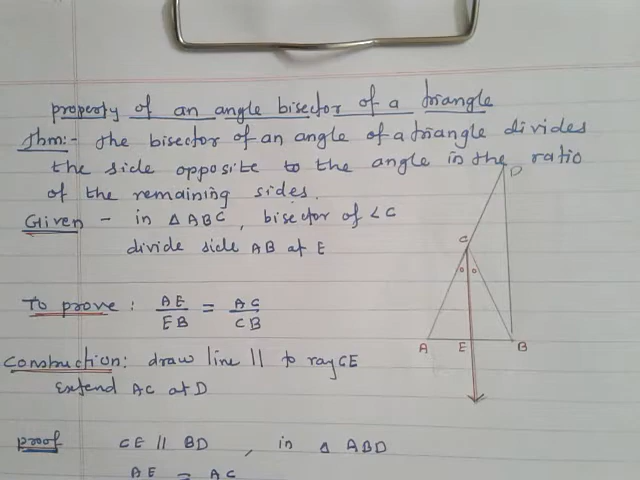 property of an angle bisector of a triangle
Thm:- The bisector of an angle of a triangle divides
the side opposite to the angle in the ratio
of the remaining sides.
Given - in △ ABC, bisector of ∠C
divide side AB at E
To prove : AE/EB = AC/CB
Construction: draw line || to ray CE
Extend AC at D
proof CE || BD , in △ ABD
AE = AC
D
C
A E B